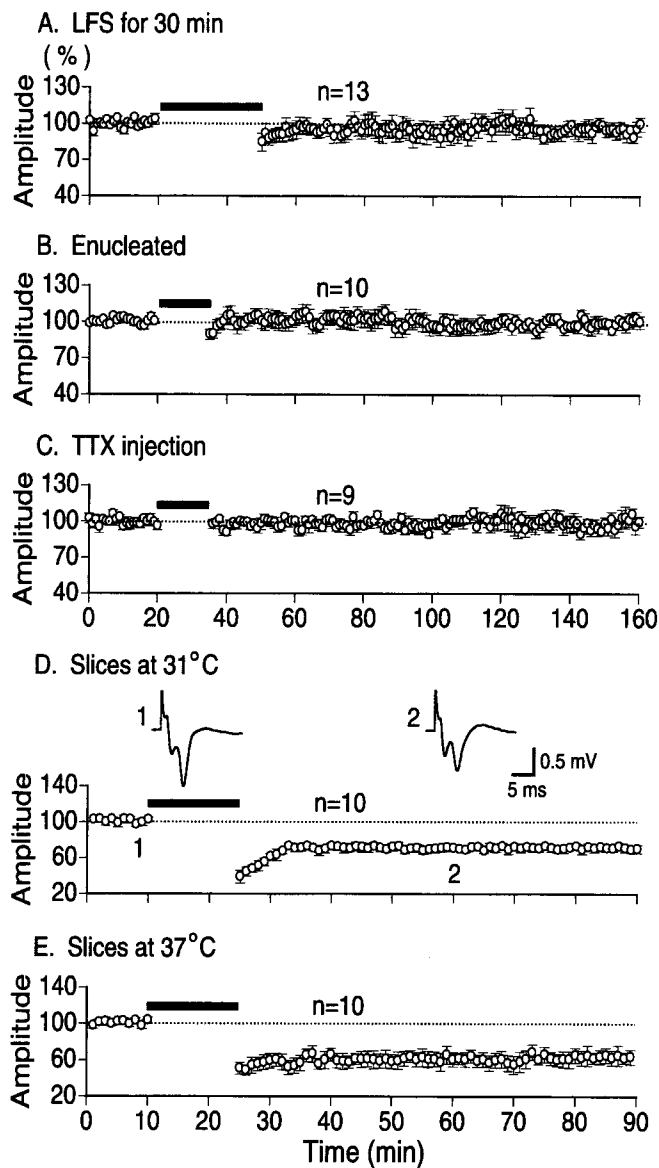 A. LFS for 30 min
(%)
130
100
70
40
Amplitude
n=13
B. Enucleated
130
100
70
40
Amplitude
n=10
C. TTX injection
130
100
70
40
Amplitude
n=9
0 20 40 60 80 100 120 140 160
D. Slices at 31°C
1
2
0.5 mV
5 ms
140
100
60
20
Amplitude
n=10
1
2
E. Slices at 37°C
140
100
60
20
Amplitude
n=10
0 10 20 30 40 50 60 70 80 90
Time (min)